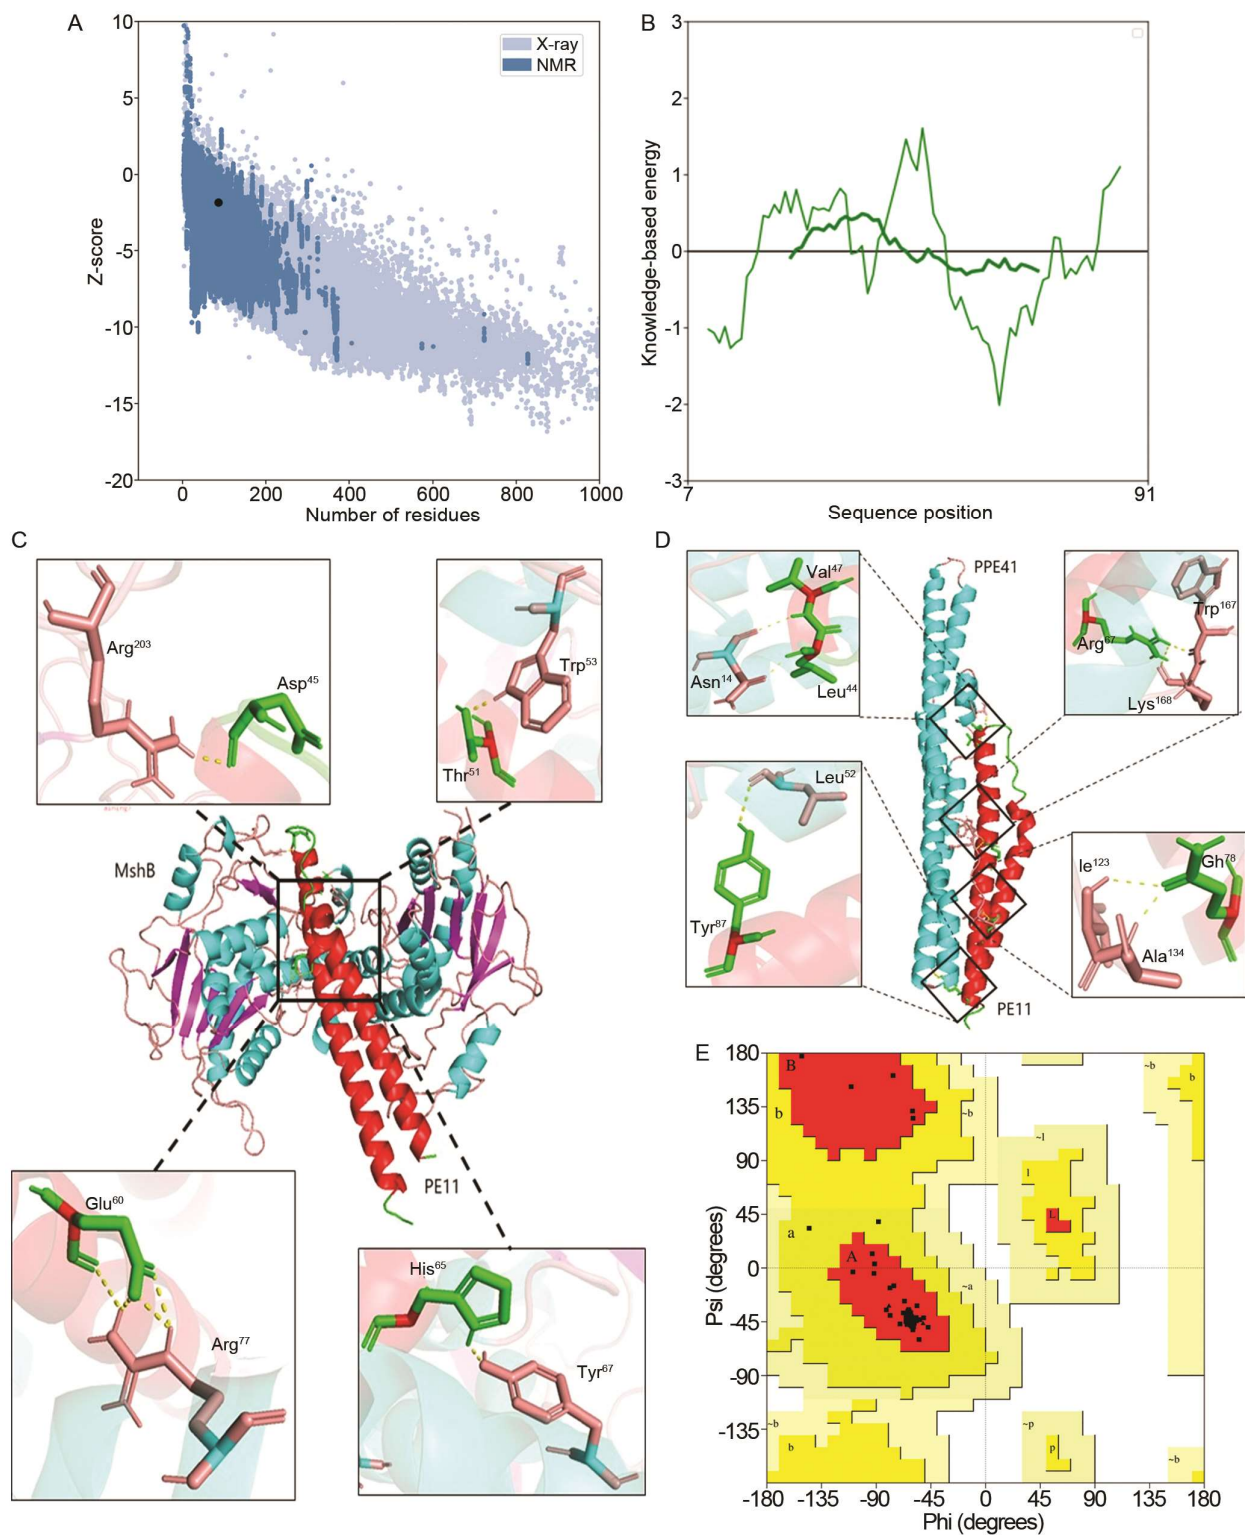 A
10
5
0
-5
-10
-15
-20
Z-score
X-ray
NMR
0
200
400
600
800
1000
Number of residues
B
3
2
1
0
-1
-2
-3
Knowledge-based energy
7
91
Sequence position
C
Arg203
Asp45
Trp53
Thr51
MshB
PE11
Glu60
Arg77
His65
Tyr67
D
Val47
Asn14
Leu44
PPE41
Trp167
Arg67
Lys168
Leu52
Tyr87
Ie123
Gh78
Ala134
PE11
E
180
135
90
45
0
-45
-90
-135
Psi (degrees)
B
b
~b
~b
b
~l
l
L
a
A
~a
~b
b
~p
p
~b
-180
-135
-90
-45
0
45
90
135
180
Phi (degrees)